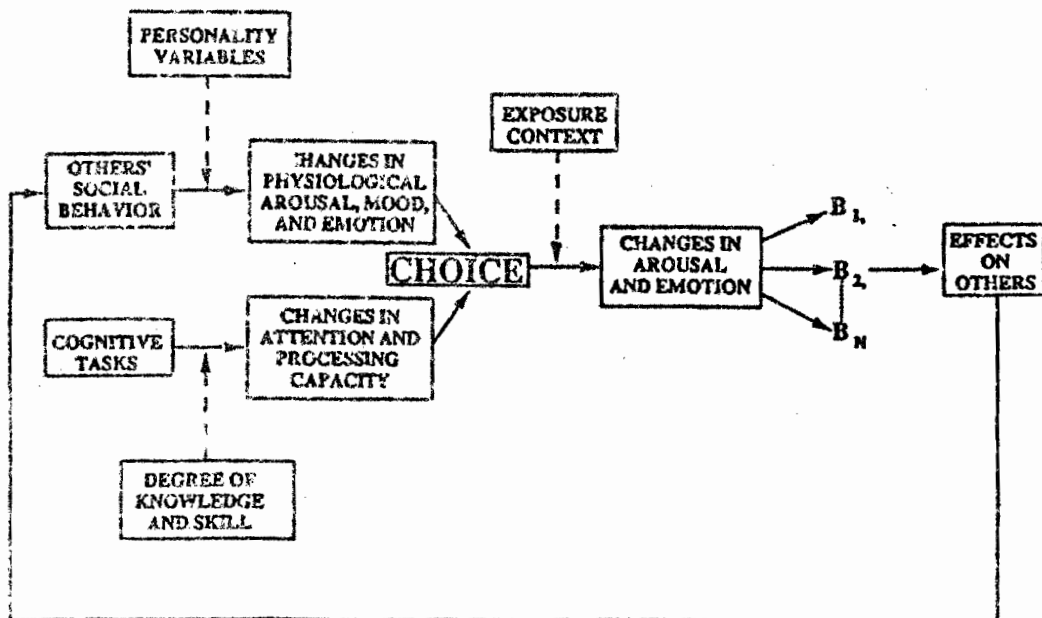 PERSONALITY
VARIABLES
EXPOSURE
CONTEXT
OTHERS'
SOCIAL
BEHAVIOR
CHANGES IN
PHYSIOLOGICAL
AROUSAL, MOOD,
AND EMOTION
CHOICE
CHANGES IN
AROUSAL
AND EMOTION
B 1,
B 2,
B N
EFFECTS
ON
OTHERS
COGNITIVE
TASKS
CHANGES IN
ATTENTION AND
PROCESSING
CAPACITY
DEGREE OF
KNOWLEDGE
AND SKILL